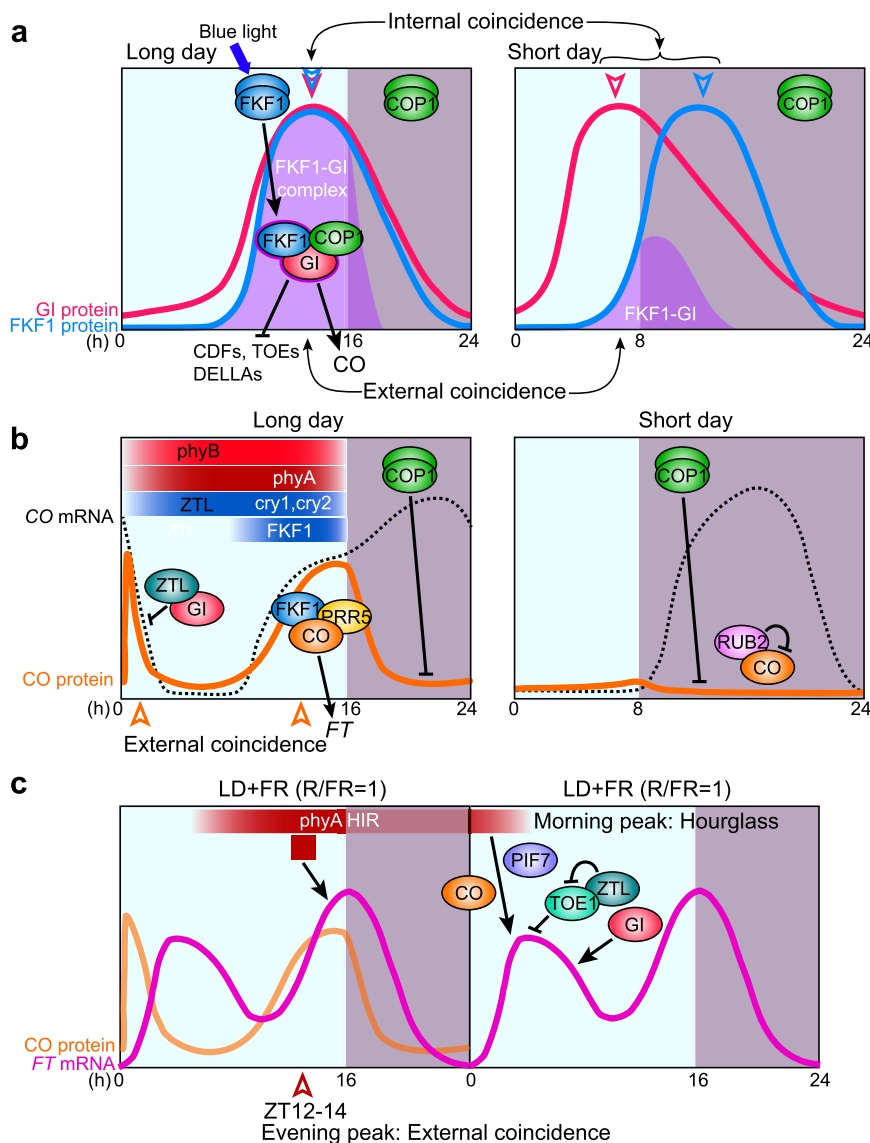 a
Internal coincidence
Blue light
Long day
Short day
FKF1
COP1
COP1
FKF1-GI
complex
FKF1
COP1
GI
FKF1-GI
GI protein
FKF1 protein
(h)
0
16
24
0
8
24
CDFs, TOEs
DELLAs
CO
External coincidence
b
Long day
Short day
phyB
phyA
ZTL
cry1,cry2
ZTL
FKF1
COP1
COP1
CO mRNA
ZTL
GI
FKF1
PRR5
CO
RUB2
CO
CO protein
(h)
0
16
24
0
8
24
FT
External coincidence
c
LD+FR (R/FR=1)
LD+FR (R/FR=1)
phyA HIR
Morning peak: Hourglass
PIF7
CO
ZTL
TOE1
GI
CO protein
FT mRNA
(h)
0
16
0
16
24
ZT12-14
Evening peak: External coincidence